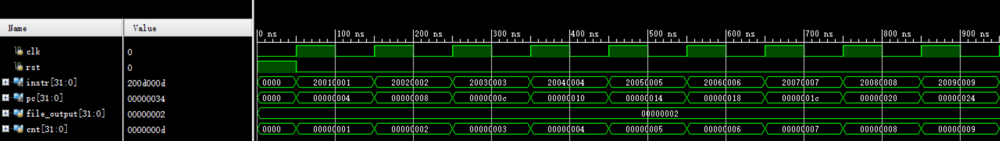 Name Value
0 ns 100 ns 200 ns 300 ns 400 ns 500 ns 600 ns 700 ns 800 ns 900 ns
clk 0
rst 0
instr[31:0] 200d000d 0000 20010001 20020002 20030003 20040004 20050005 20060006 20070007 20080008 20090009
pc[31:0] 00000034 0000 00000004 00000008 0000000c 00000010 00000014 00000018 0000001c 00000020 00000024
file_output[31:0] 00000002 00000002
cnt[31:0] 0000000d 0000 00000001 00000002 00000003 00000004 00000005 00000006 00000007 00000008 00000009